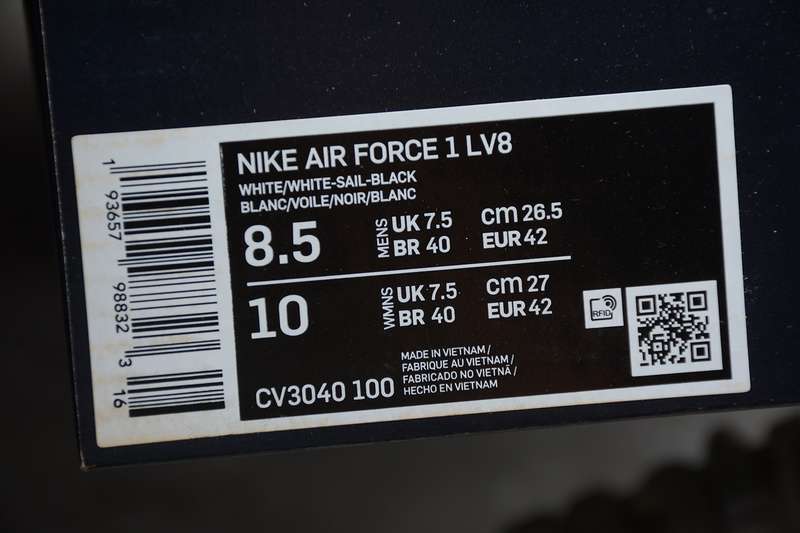 NIKE AIR FORCE 1 LV8
WHITE/WHITE-SAIL-BLACK
BLANC/VOILE/NOIR/BLANC
8.5 MENS UK 7.5 cm 26.5
BR 40 EUR 42
10 WMNS UK 7.5 cm 27
BR 40 EUR 42
RFID
CV3040 100
MADE IN VIETNAM /
FABRIQUE AU VIETNAM /
FABRICADO NO VIETNÃ /
HECHO EN VIETNAM
1 93657 98832 3 16